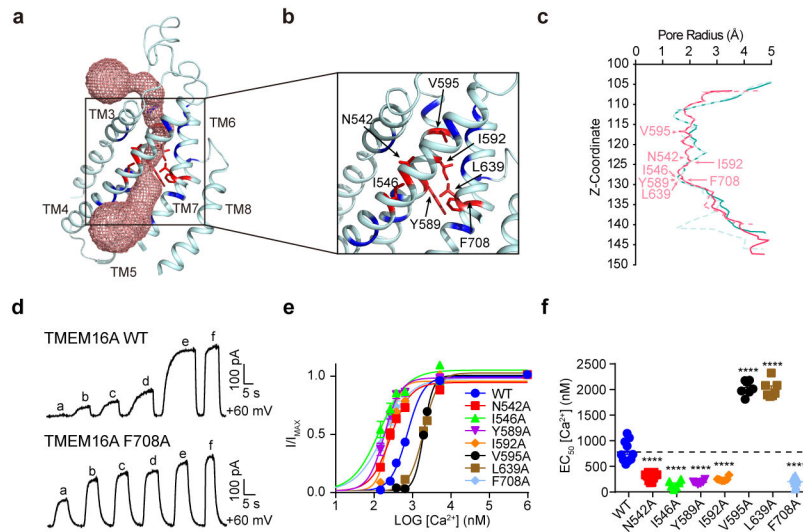 a
TM3
TM6
TM4
TM7
TM8
TM5
b
V595
N542
I592
L639
I546
Y589
F708
c
Pore Radius (Å)
0 1 2 3 4 5
Z-Coordinate
100
105
110
115
120
125
130
135
140
145
150
V595
N542
I592
I546
Y589
F708
L639
d
TMEM16A WT
a b c d e f
100 pA
5 s
+60 mV
TMEM16A F708A
a b c d e f
100 pA
5 s
+60 mV
e
I/IMAX
1.0
0.5
0.0
1 2 3 4 5 6
LOG [Ca2+] (nM)
WT
N542A
I546A
Y589A
I592A
V595A
L639A
F708A
f
EC50 [Ca2+] (nM)
2500
2000
1500
1000
500
0
**** **** **** **** **** **** ****
WT
N542A
I546A
Y589A
I592A
V595A
L639A
F708A